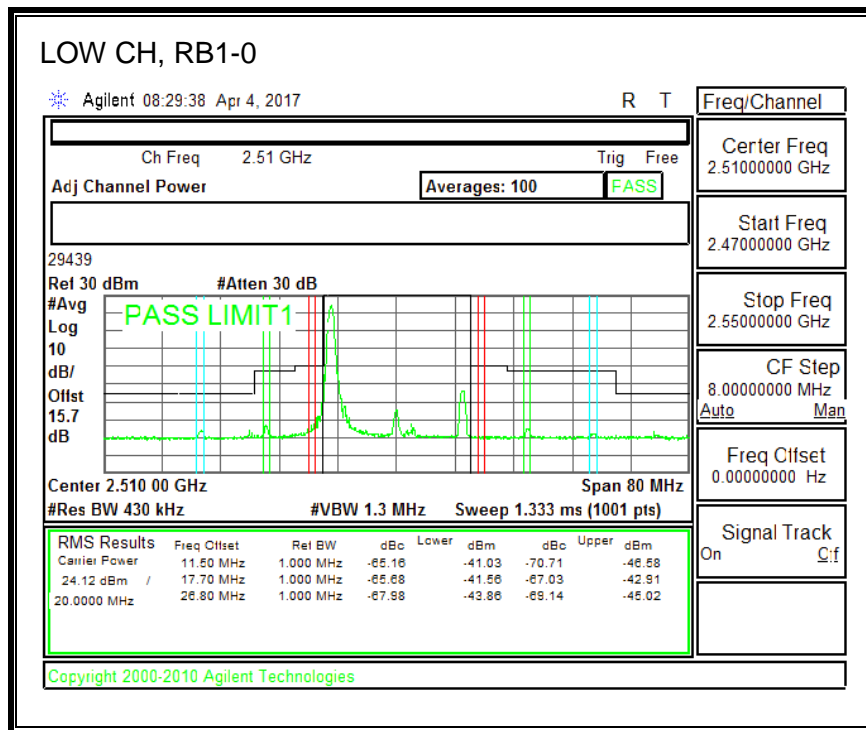 LOW CH, RB1-0
Agilent 08:29:38 Apr 4, 2017 R T
Freq/Channel
Ch Freq 2.51 GHz Trig Free
Adj Channel Power Averages: 100 PASS
Center Freq
2.51000000 GHz
Start Freq
2.47000000 GHz
Stop Freq
2.55000000 GHz
CF Step
8.00000000 MHz
Auto Man
Freq Offset
0.00000000 Hz
Signal Track
On Off
29439
Ref 30 dBm #Atten 30 dB
#Avg
Log
10
dB/
Offst
15.7
dB
PASS LIMIT1
Center 2.510 00 GHz Span 80 MHz
#Res BW 430 kHz #VBW 1.3 MHz Sweep 1.333 ms (1001 pts)
RMS Results Freq Offset Ref BW dBc Lower dBm dBc Upper dBm
Carrier Power 11.50 MHz 1.000 MHz -65.16 -41.03 -70.71 -46.58
24.12 dBm / 17.70 MHz 1.000 MHz -65.68 -41.56 -67.03 -42.91
20.0000 MHz 26.80 MHz 1.000 MHz -67.98 -43.86 -69.14 -45.02
Copyright 2000-2010 Agilent Technologies